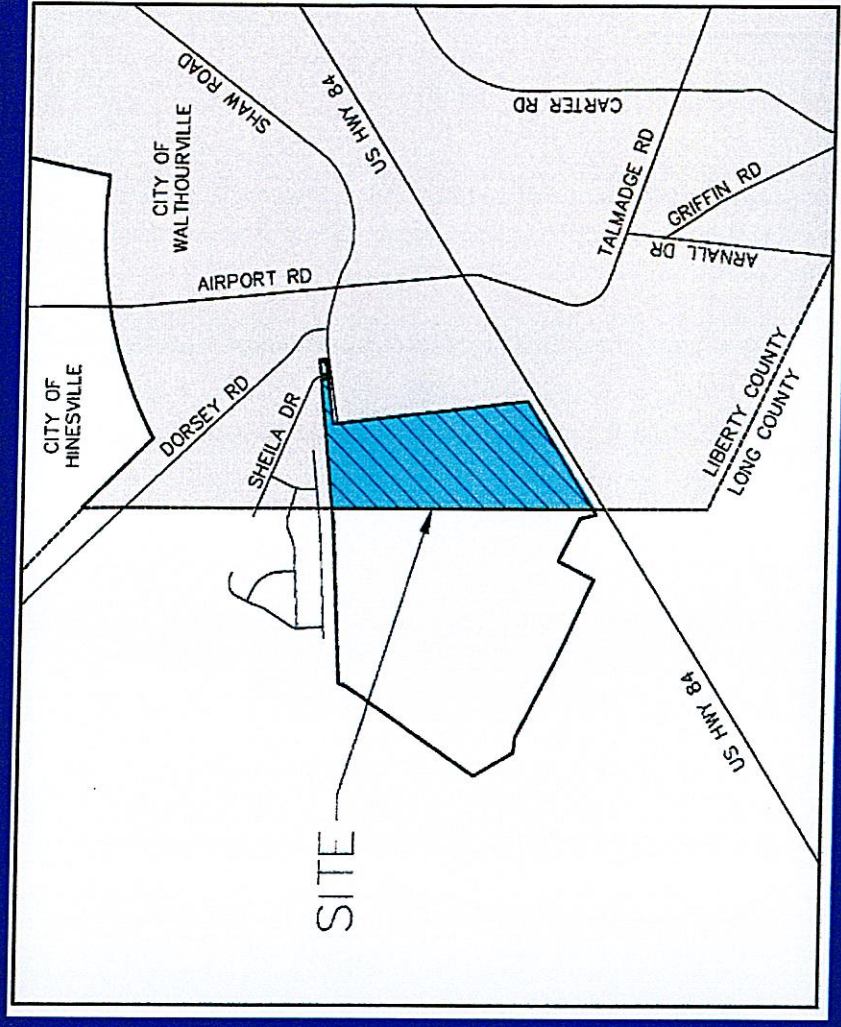 SHAW ROAD
US HWY 84
CARTER RD
CITY OF
WALTHOURVILLE
TALMADGE RD
GRIFFIN RD
AIRPORT RD
ARNALL DR
CITY OF
HINESVILLE
DORSEY RD
SHEILA DR
LIBERTY COUNTY
LONG COUNTY
US HWY 84
SITE